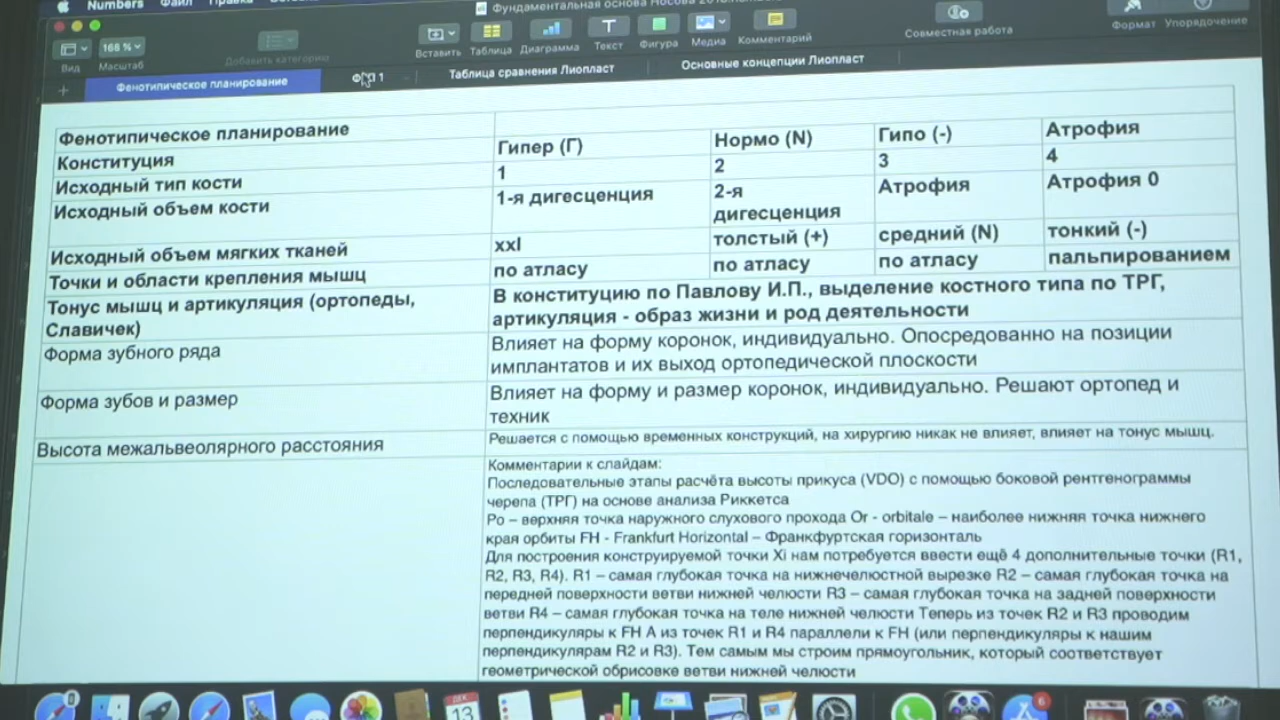 Numbers Файл Правка
Фундаментальная основа Носова
168 %
Вид Масштаб Добавить категорию Вставить Таблица Диаграмма Текст Фигура Медиа Комментарий Совместная работа Формат Упорядочение
Фенотипическое планирование
Таблица сравнения Лиопласт Основные концепции Лиопласт
Фенотипическое планирование
Конституция Гипер (Г) Нормо (N) Гипо (-) Атрофия
Исходный тип кости 1 2 3 4
Исходный объем кости 1-я дигесценция 2-я Атрофия Атрофия 0
дигесценция
Исходный объем мягких тканей xxl толстый (+) средний (N) тонкий (-)
Точки и области крепления мышц по атласу по атласу по атласу пальпированием
Тонус мышц и артикуляция (ортопеды, В конституцию по Павлову И.П., выделение костного типа по ТРГ,
Славичек) артикуляция - образ жизни и род деятельности
Форма зубного ряда Влияет на форму коронок, индивидуально. Опосредованно на позиции
имплантатов и их выход ортопедической плоскости
Форма зубов и размер Влияет на форму и размер коронок, индивидуально. Решают ортопед и
техник
Высота межальвеолярного расстояния Решается с помощью временных конструкций, на хирургию никак не влияет, влияет на тонус мышц.
Комментарии к слайдам:
Последовательные этапы расчёта высоты прикуса (VDO) с помощью боковой рентгенограммы
черепа (ТРГ) на основе анализа Риккетса
Po – верхняя точка наружного слухового прохода Or - orbitale – наиболее нижняя точка нижнего
края орбиты FH - Frankfurt Horizontal – Франкфуртская горизонталь
Для построения конструируемой точки Xi нам потребуется ввести ещё 4 дополнительные точки (R1,
R2, R3, R4). R1 – самая глубокая точка на нижнечелюстной вырезке R2 – самая глубокая точка на
передней поверхности ветви нижней челюсти R3 – самая глубокая точка на задней поверхности
ветви R4 – самая глубокая точка на теле нижней челюсти Теперь из точек R2 и R3 проводим
перпендикуляры к FH А из точек R1 и R4 параллели к FH (или перпендикуляры к нашим
перпендикулярам R2 и R3). Тем самым мы строим прямоугольник, который соответствует
геометрической обрисовке ветви нижней челюсти
ДЕК
13
6